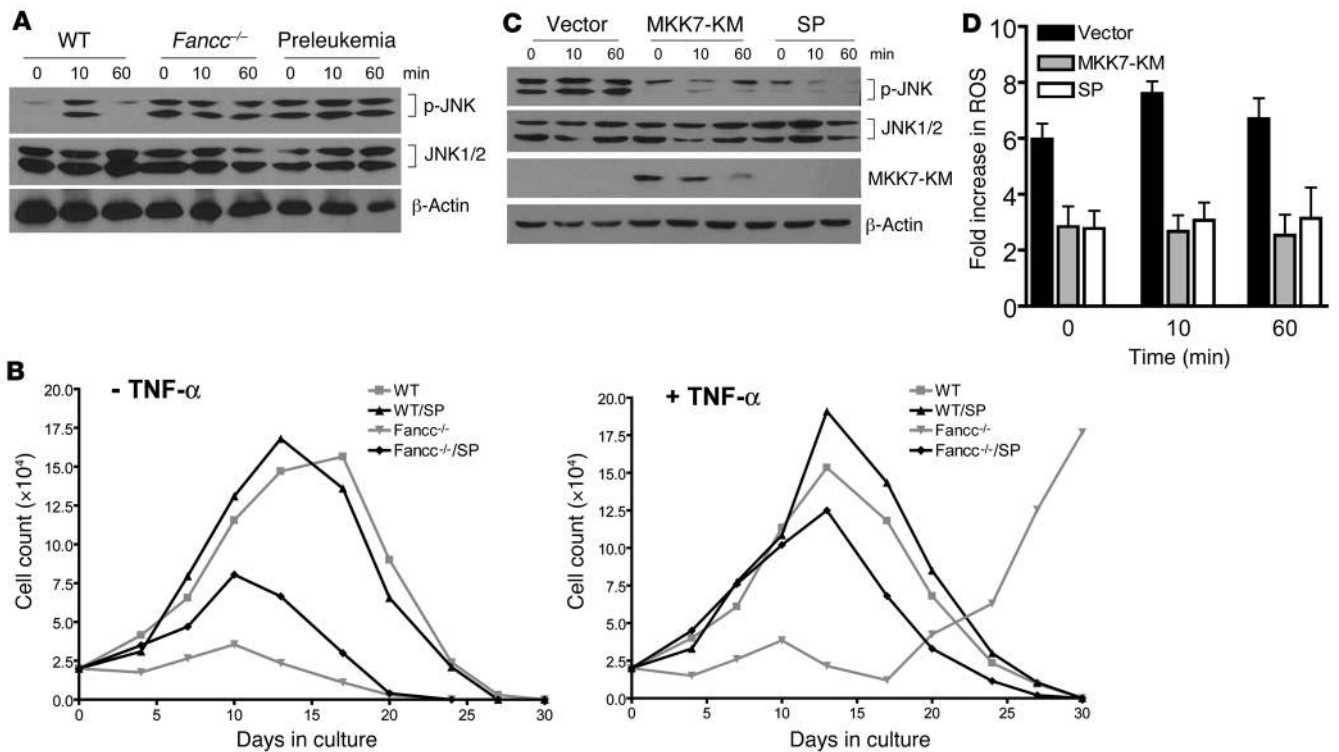 A
WT Fancc⁻/⁻ Preleukemia
0 10 60 0 10 60 0 10 60 min
p-JNK
JNK1/2
β-Actin
C
Vector MKK7-KM SP
0 10 60 0 10 60 0 10 60 min
p-JNK
JNK1/2
MKK7-KM
β-Actin
D
Vector
MKK7-KM
SP
10
8
6
4
2
0
Fold increase in ROS
0 10 60
Time (min)
B
- TNF-α
WT
WT/SP
Fancc⁻/⁻
Fancc⁻/⁻/SP
20.0
17.5
15.0
12.5
10.0
7.5
5.0
2.5
0.0
Cell count (×10⁴)
0 5 10 15 20 25 30
Days in culture
+ TNF-α
WT
WT/SP
Fancc⁻/⁻
Fancc⁻/⁻/SP
20.0
17.5
15.0
12.5
10.0
7.5
5.0
2.5
0.0
Cell count (×10⁴)
0 5 10 15 20 25 30
Days in culture